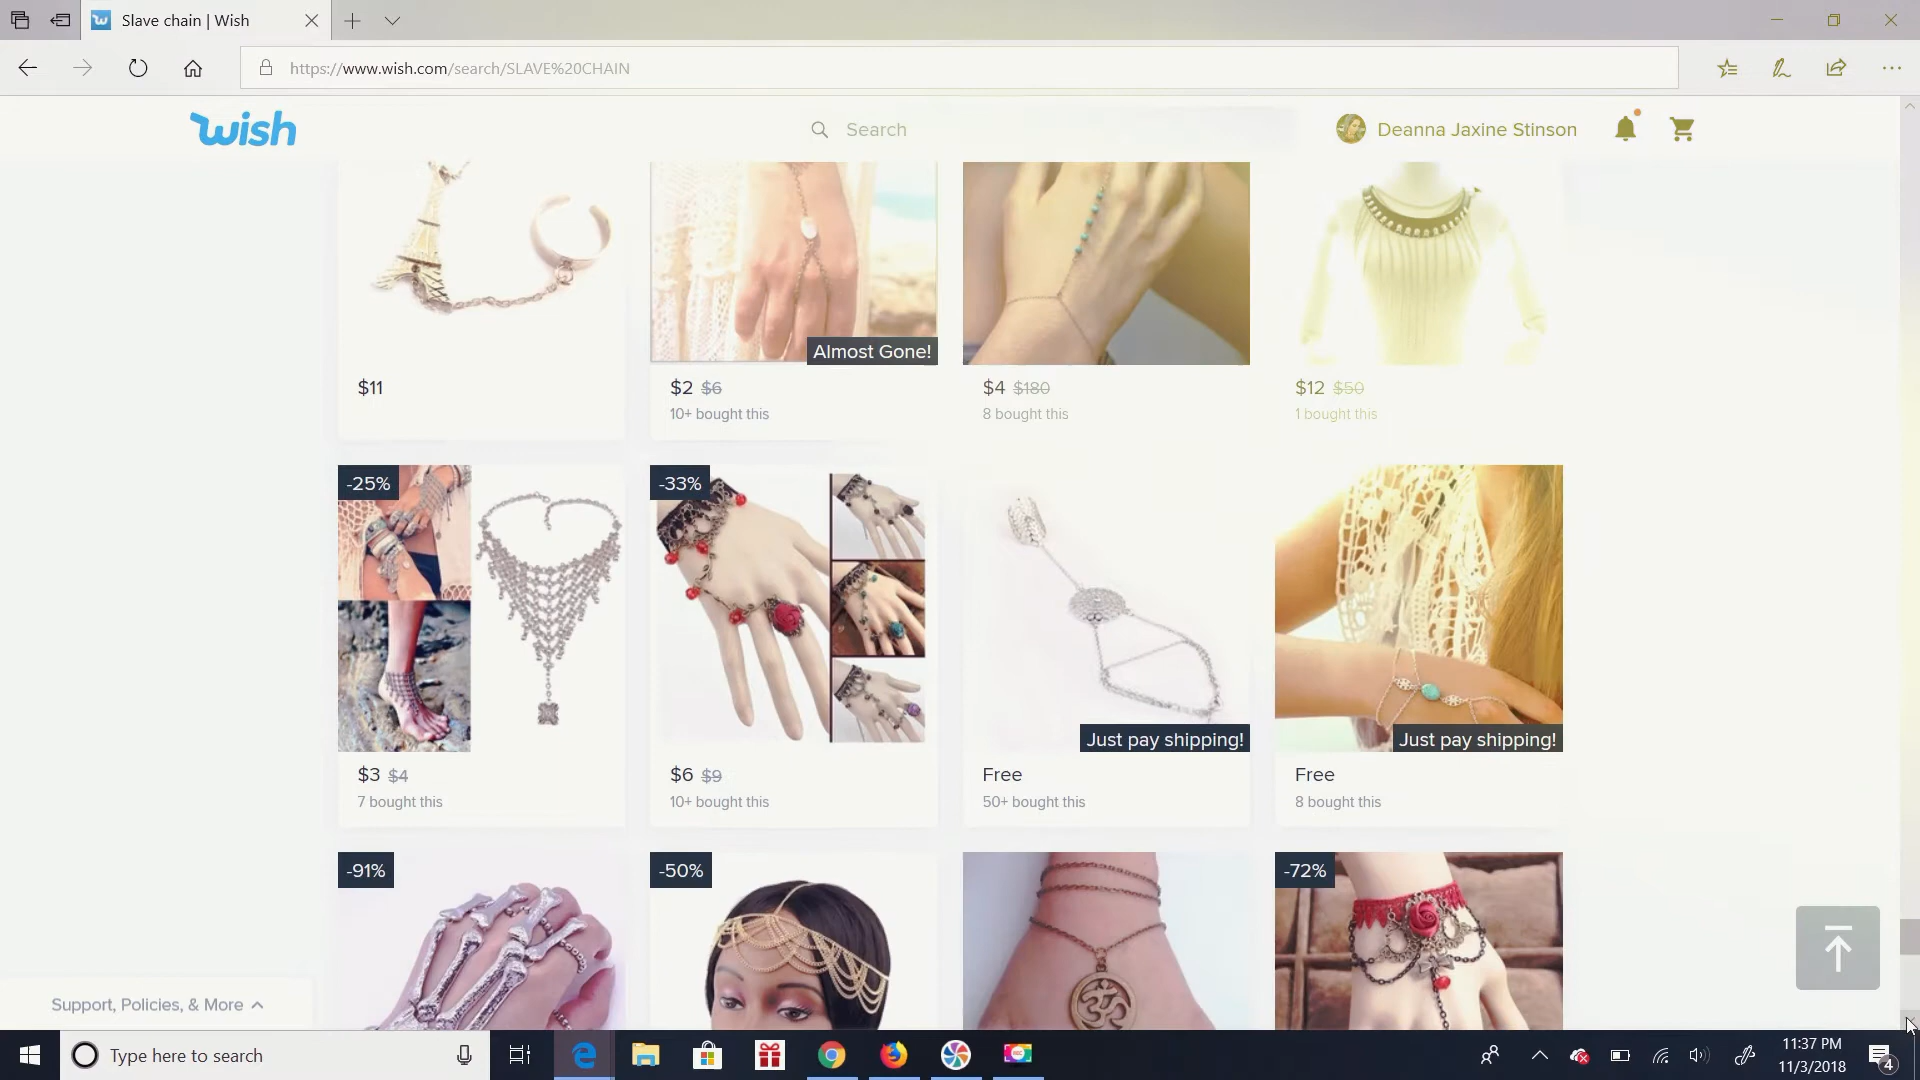 Slave chain | Wish
https://www.wish.com/search/SLAVE%20CHAIN
wish
Search
Deanna Jaxine Stinson
Almost Gone!
$11
$2 $6
10+ bought this
$4 $180
8 bought this
$12 $50
1 bought this
-25%
-33%
Just pay shipping!
Just pay shipping!
$3 $4
7 bought this
$6 $9
10+ bought this
Free
50+ bought this
Free
8 bought this
-91%
-50%
-72%
Support, Policies, & More
Type here to search
11:37 PM
11/3/2018
4